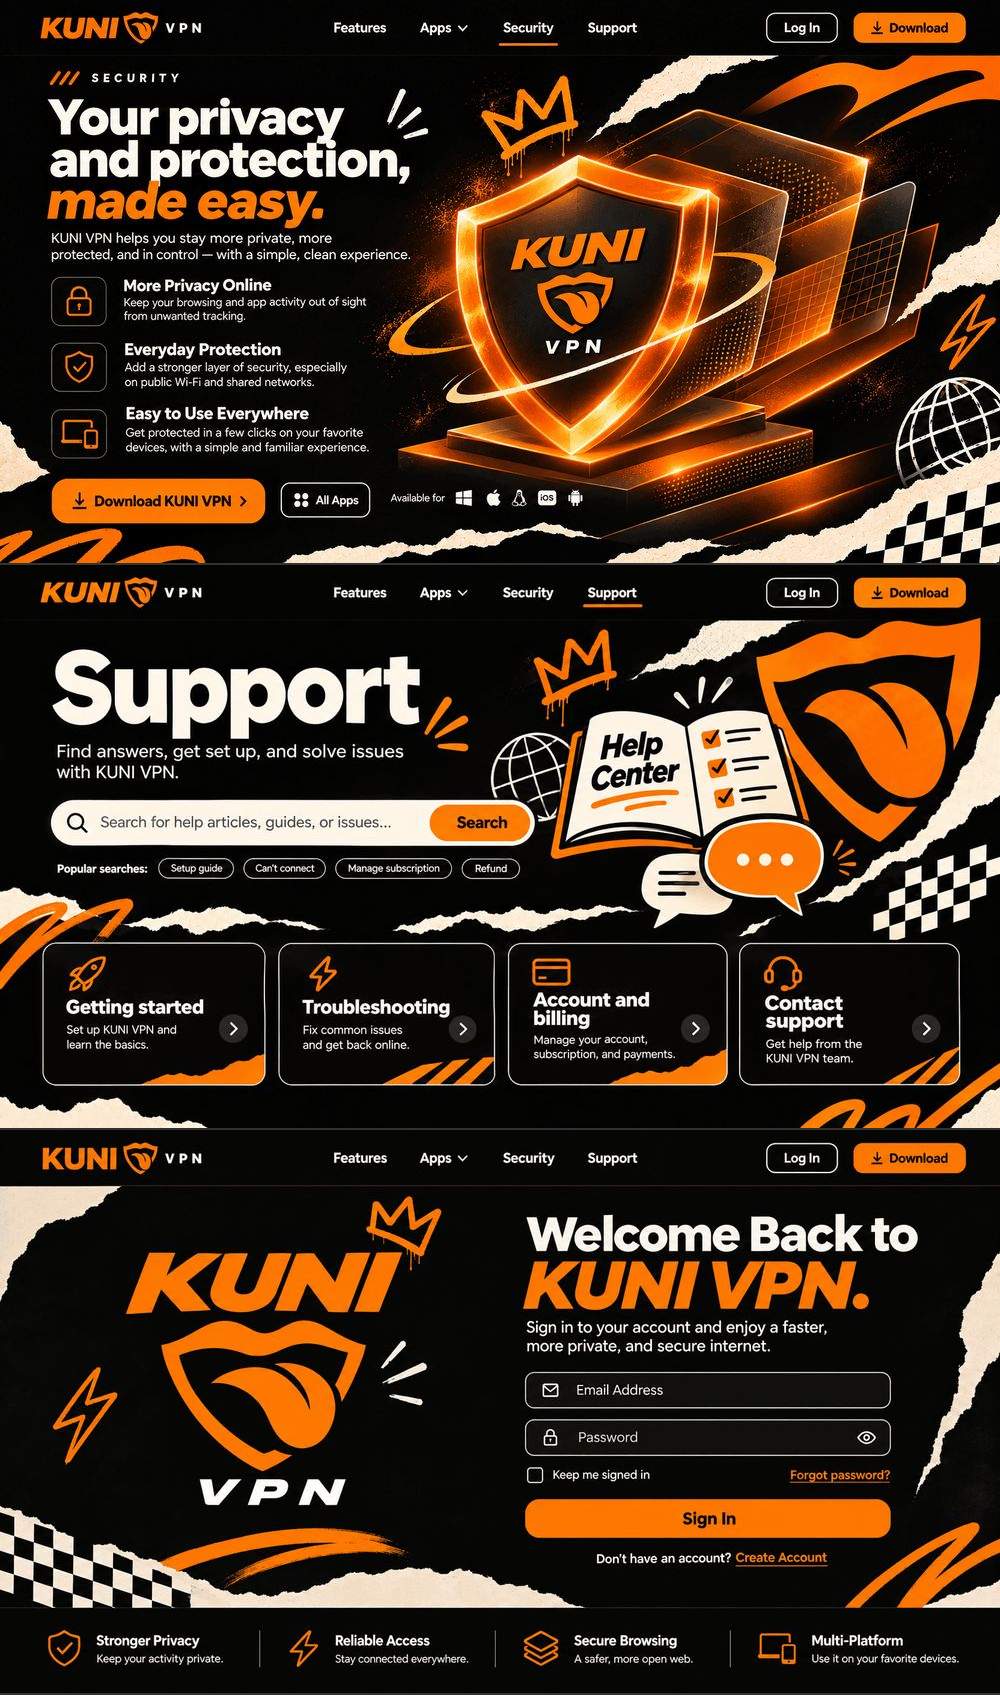 KUNI VPN
Features
Apps
Security
Support
Log In
Download
SECURITY
Your privacy
and protection,
made easy.
KUNI VPN helps you stay more private, more
protected, and in control — with a simple, clean experience.
More Privacy Online
Keep your browsing and app activity out of sight
from unwanted tracking.
Everyday Protection
Add a stronger layer of security, especially
on public Wi-Fi and shared networks.
Easy to Use Everywhere
Get protected in a few clicks on your favorite
devices, with a simple and familiar experience.
Download KUNI VPN
All Apps
Available for
iOS
KUNI
VPN
KUNI VPN
Features
Apps
Security
Support
Log In
Download
Support
Find answers, get set up, and solve issues
with KUNI VPN.
Search for help articles, guides, or issues...
Search
Popular searches:
Setup guide
Can't connect
Manage subscription
Refund
Help
Center
Getting started
Set up KUNI VPN and
learn the basics.
Troubleshooting
Fix common issues
and get back online.
Account and
billing
Manage your account,
subscription, and payments.
Contact
support
Get help from the
KUNI VPN team.
KUNI VPN
Features
Apps
Security
Support
Log In
Download
KUNI
VPN
Welcome Back to
KUNI VPN.
Sign in to your account and enjoy a faster,
more private, and secure internet.
Email Address
Password
Keep me signed in
Forgot password?
Sign In
Don't have an account? Create Account
Stronger Privacy
Keep your activity private.
Reliable Access
Stay connected everywhere.
Secure Browsing
A safer, more open web.
Multi-Platform
Use it on your favorite devices.